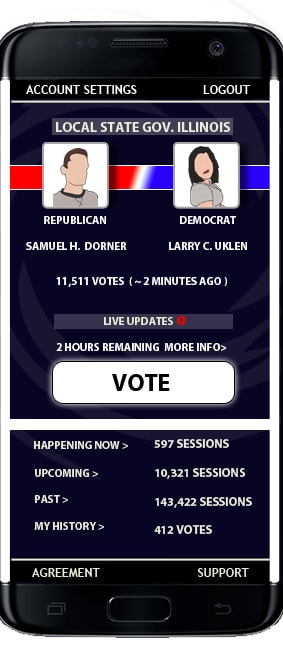 ACCOUNT SETTINGS LOGOUT
LOCAL STATE GOV. ILLINOIS
REPUBLICAN DEMOCRAT
SAMUEL H. DORNER LARRY C. UKLEN
11,511 VOTES ( ~ 2 MINUTES AGO )
LIVE UPDATES
2 HOURS REMAINING MORE INFO>
VOTE
HAPPENING NOW > 597 SESSIONS
UPCOMING > 10,321 SESSIONS
PAST > 143,422 SESSIONS
MY HISTORY > 412 VOTES
AGREEMENT SUPPORT